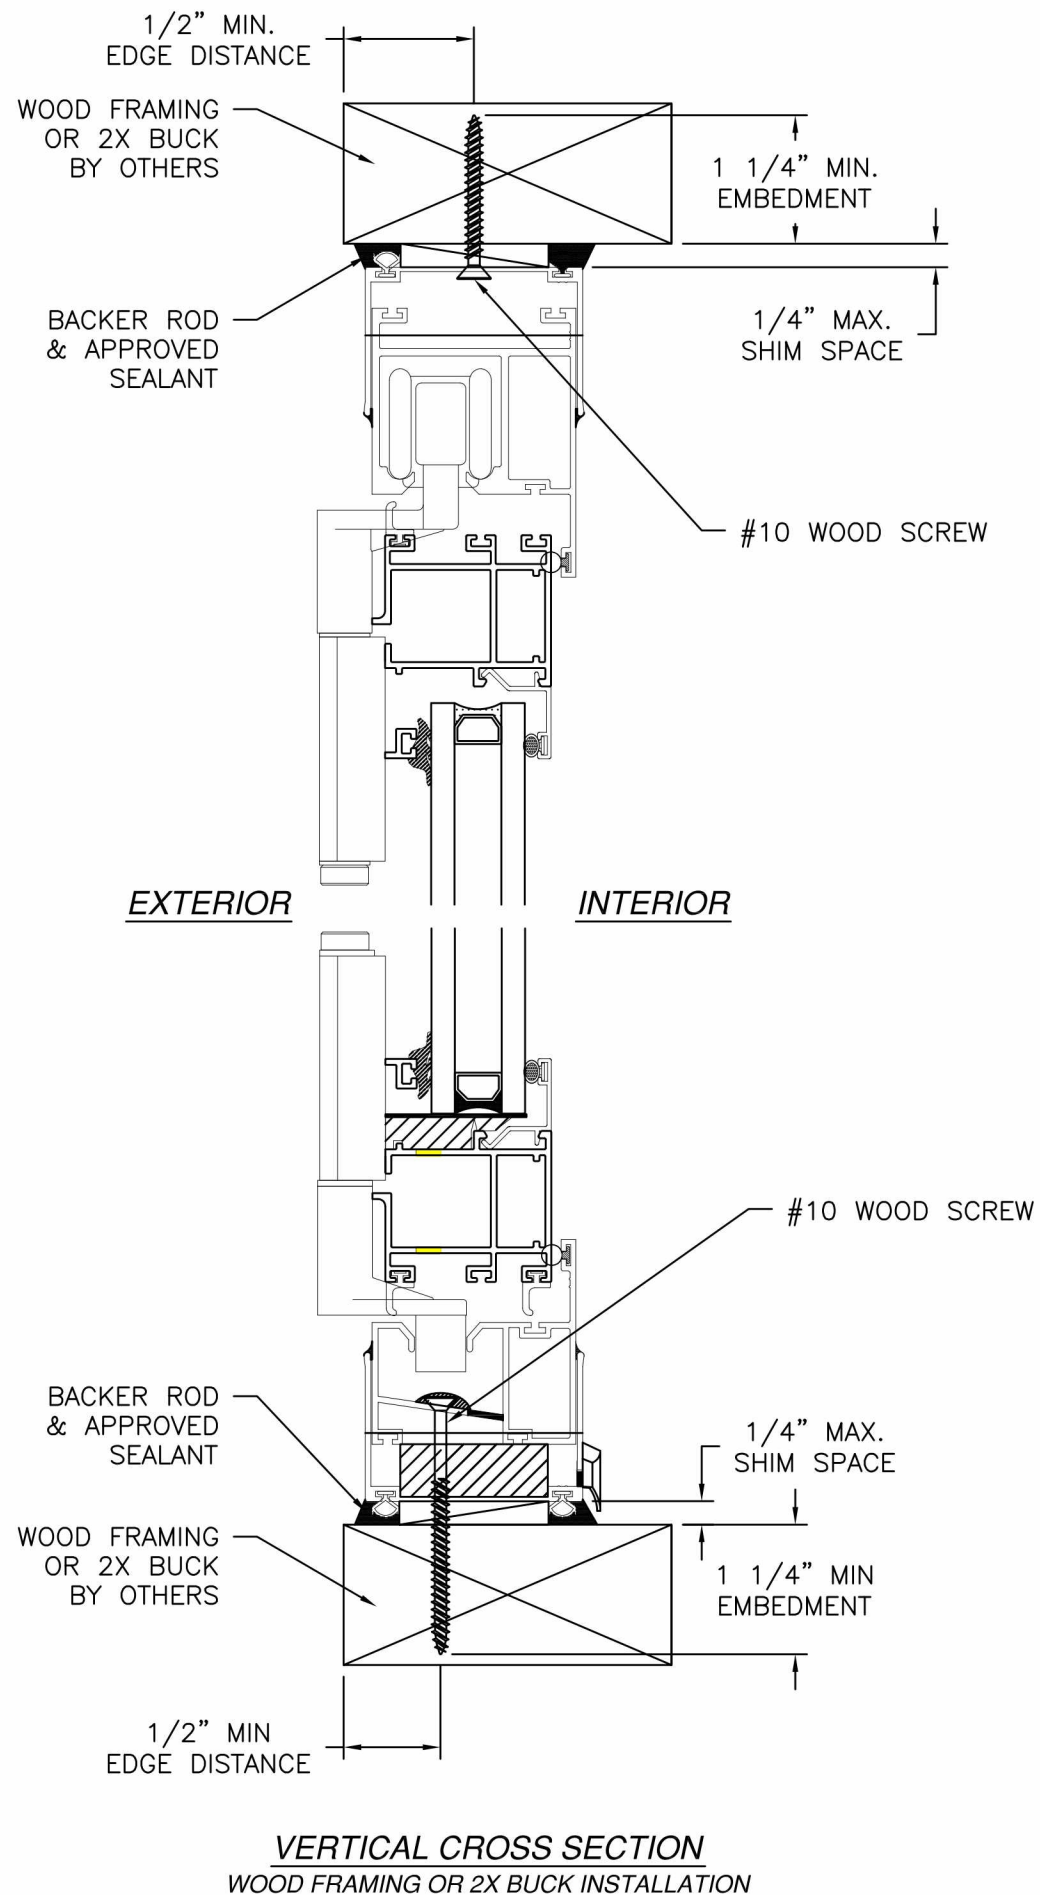 1/2” MIN.
EDGE DISTANCE
WOOD FRAMING
OR 2X BUCK
BY OTHERS
1 1/4” MIN.
EMBEDMENT
BACKER ROD
& APPROVED
SEALANT
1/4” MAX.
SHIM SPACE
#10 WOOD SCREW
EXTERIOR
INTERIOR
#10 WOOD SCREW
BACKER ROD
& APPROVED
SEALANT
1/4” MAX.
SHIM SPACE
WOOD FRAMING
OR 2X BUCK
BY OTHERS
1 1/4” MIN
EMBEDMENT
1/2” MIN
EDGE DISTANCE
VERTICAL CROSS SECTION
WOOD FRAMING OR 2X BUCK INSTALLATION